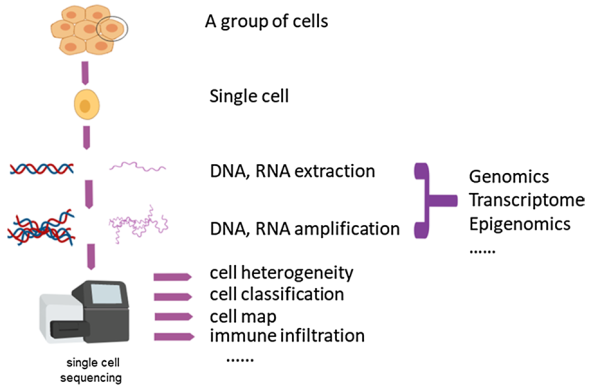 A group of cells
Single cell
DNA, RNA extraction
DNA, RNA amplification
Genomics
Transcriptome
Epigenomics
......
cell heterogeneity
cell classification
cell map
immune infiltration
......
single cell
sequencing